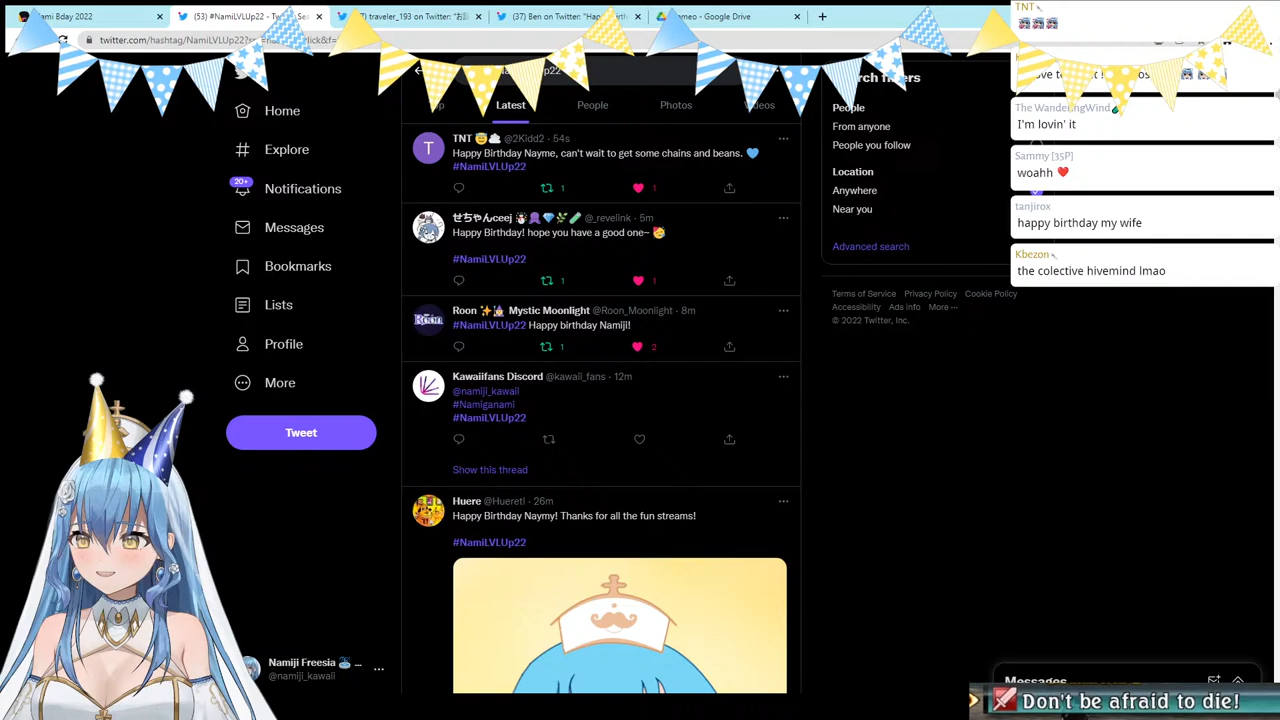 ami Bday 2022
(53) #NamiLVLUp22 - T
traveler_193 on Twitter: "お
(37) Ben on Twitter: "Hap
meo - Google Drive
twitter.com/hashtag/NamiLVLUp22?s
Home
Explore
20+
Notifications
Messages
Bookmarks
Lists
Profile
More
Tweet
Namiji Freesia ...
@namiji_kawaii
Latest
People
Photos
Videos
TNT @2Kidd2 · 54s
Happy Birthday Nayme, can't wait to get some chains and beans.
#NamiLVLUp22
1
1
せちゃんceej @_revelink · 5m
Happy Birthday! hope you have a good one~
#NamiLVLUp22
1
1
Roon Mystic Moonlight @Roon_Moonlight · 8m
#NamiLVLUp22 Happy birthday Namiji!
1
2
Kawaiifans Discord @kawaii_fans · 12m
@namiji_kawaii
#Namiganami
#NamiLVLUp22
Show this thread
Huere @Hueretl · 26m
Happy Birthday Naymy! Thanks for all the fun streams!
#NamiLVLUp22
rch filters
People
From anyone
People you follow
Location
Anywhere
Near you
Advanced search
Terms of Service Privacy Policy Cookie Policy
Accessibility Ads info More ···
© 2022 Twitter, Inc.
TNT
The WanderingWind
I'm lovin' it
Sammy [35P]
woahh
tanjirox
happy birthday my wife
Kbezon
the colective hivemind lmao
Messages
Don't be afraid to die!